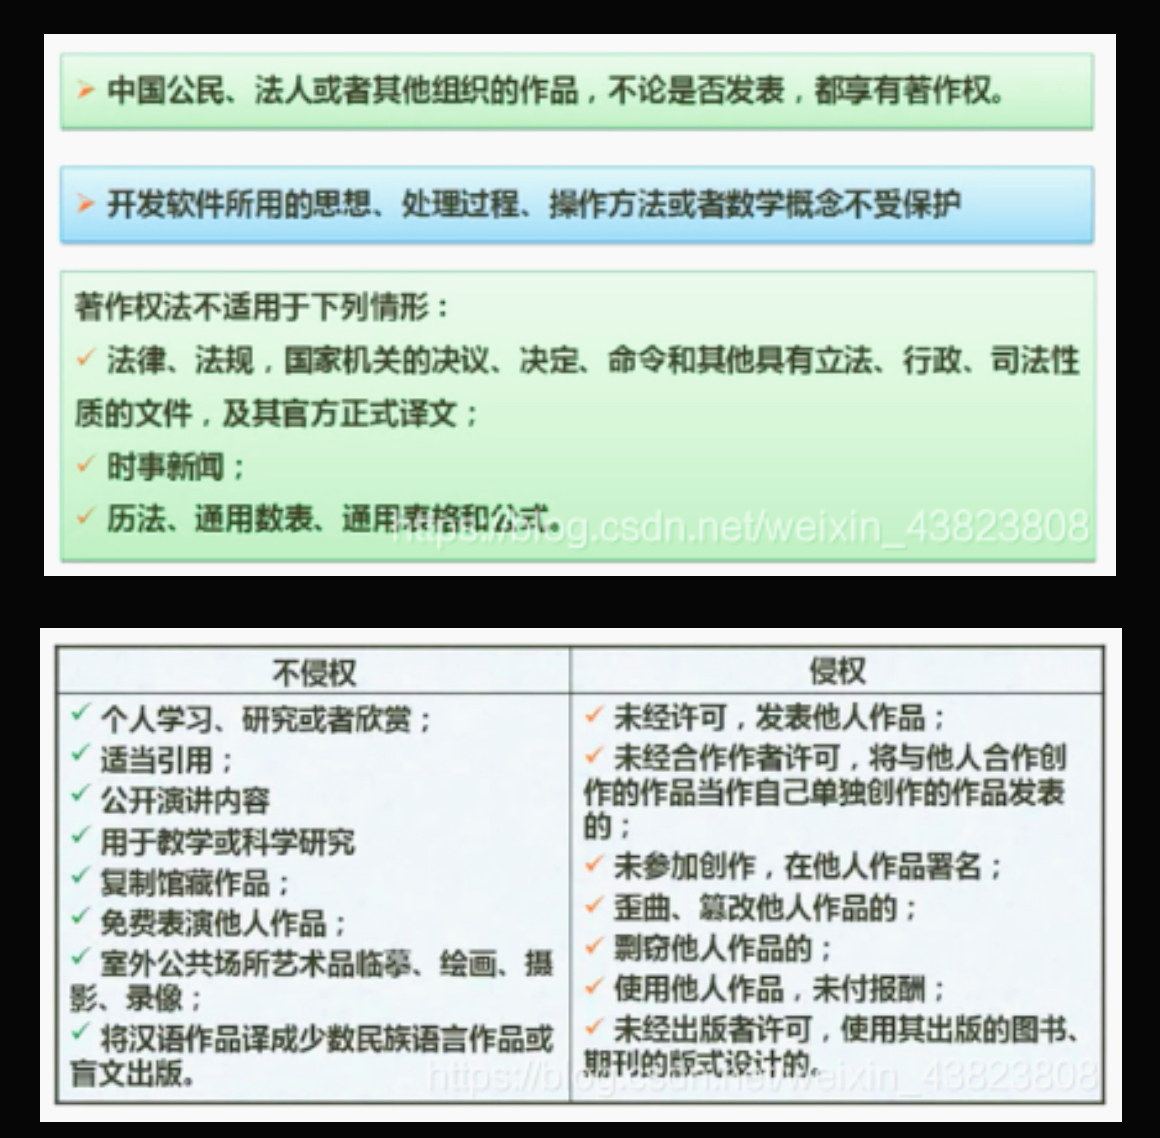 ➢ 中国公民、法人或者其他组织的作品，不论是否发表，都享有著作权。
➢ 开发软件所用的思想、处理过程、操作方法或者数学概念不受保护
著作权法不适用于下列情形：
✓ 法律、法规，国家机关的决议、决定、命令和其他具有立法、行政、司法性
质的文件，及其官方正式译文；
✓ 时事新闻；
✓ 历法、通用数表、通用表格和公式。
https://blog.csdn.net/weixin_43823808
不侵权
✓ 个人学习、研究或者欣赏；
✓ 适当引用；
✓ 公开演讲内容
✓ 用于教学或科学研究
✓ 复制馆藏作品；
✓ 免费表演他人作品；
✓ 室外公共场所艺术品临摹、绘画、摄
影、录像；
✓ 将汉语作品译成少数民族语言作品或
盲文出版。
侵权
✓ 未经许可，发表他人作品；
✓ 未经合作作者许可，将与他人合作创
作的作品当作自己单独创作的作品发表
的；
✓ 未参加创作，在他人作品署名；
✓ 歪曲、篡改他人作品的；
✓ 剽窃他人作品的；
✓ 使用他人作品，未付报酬；
✓ 未经出版者许可，使用其出版的图书、
期刊的版式设计的。
https://blog.csdn.net/weixin_43823808